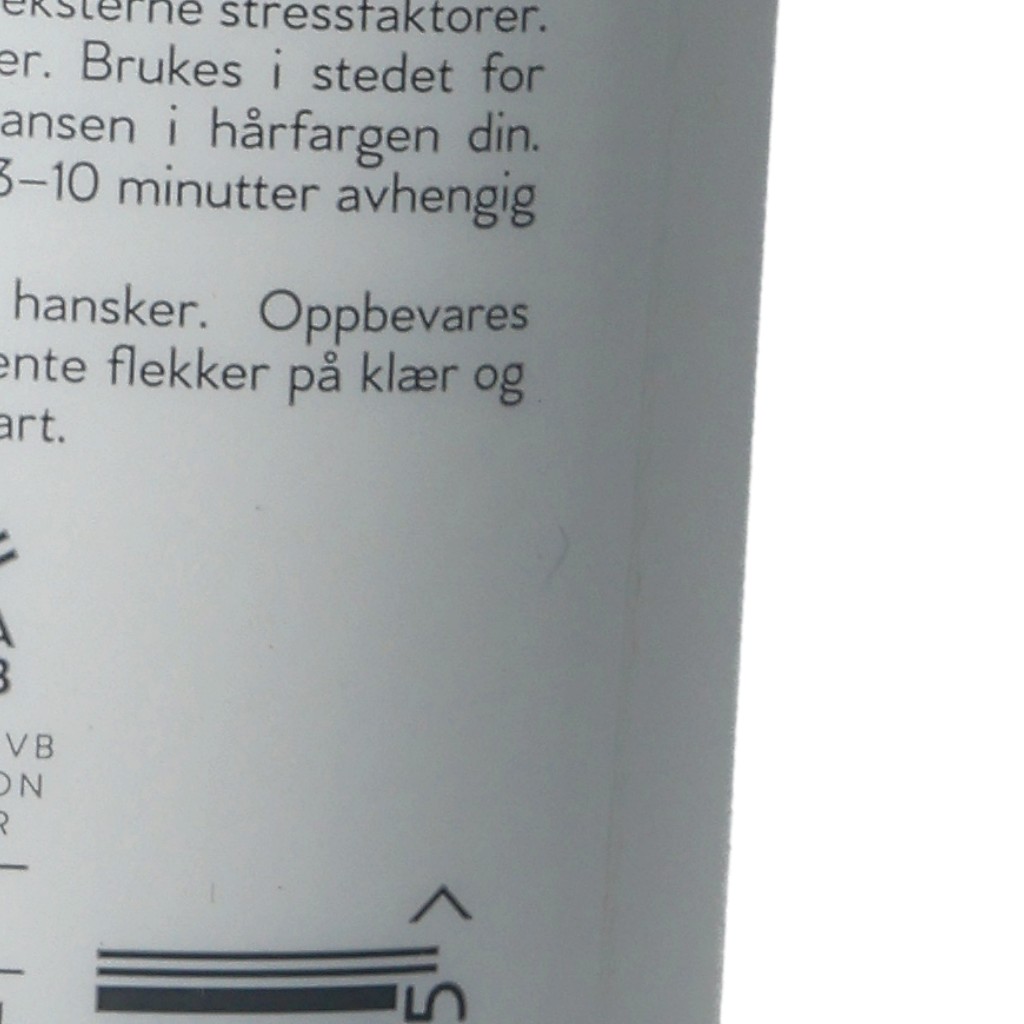 eksterne stressfaktorer.
er. Brukes i stedet for
ansen i hårfargen din.
3–10 minutter avhengig
hansker. Oppbevares
ente flekker på klær og
art.
A
B
VB
ON
R
>
5